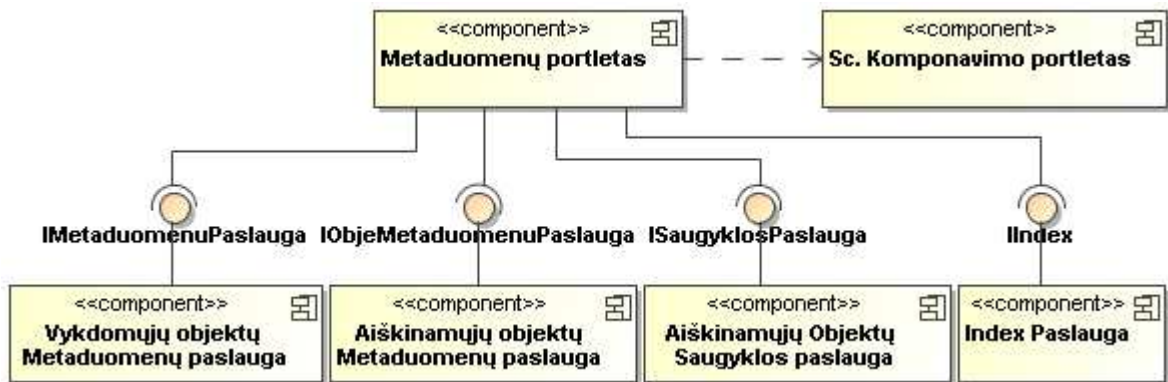 <<component>>
Metaduomenų portletas
<<component>>
Sc. Komponavimo portletas
IMetaduomenuPaslauga
IObjeMetaduomenuPaslauga
ISaugyklosPaslauga
IIndex
<<component>>
Vykdomųjų objektų
Metaduomenų paslauga
<<component>>
Aiškinamųjų objektų
Metaduomenų paslauga
<<component>>
Aiškinamųjų Objektų
Saugyklos paslauga
<<component>>
Index Paslauga